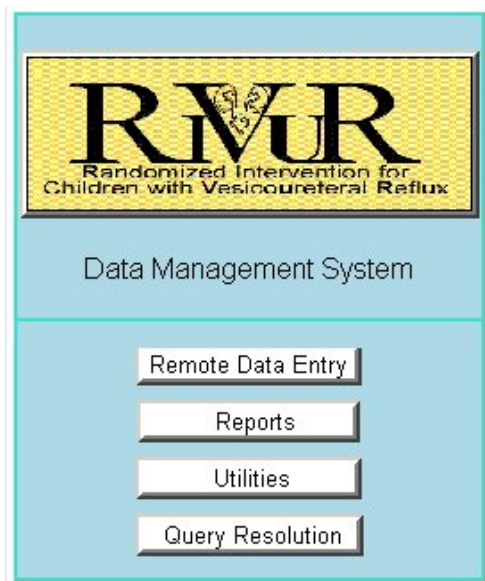 RIVUR
Randomized Intervention for
Children with Vesicoureteral Reflux
Data Management System
Remote Data Entry
Reports
Utilities
Query Resolution